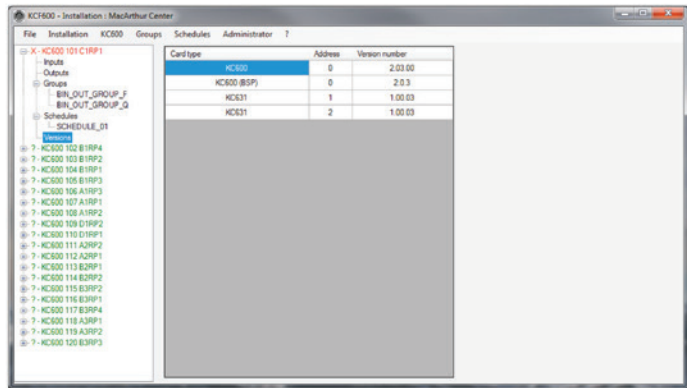 KCF600 - Installation : MacArthur Center
File Installation KC600 Groups Schedules Administrator ?
X - KC600 101 C1RP1
Inputs
Outputs
Groups
BIN_OUT_GROUP_F
BIN_OUT_GROUP_Q
Schedules
SCHEDULE_01
Versions
? - KC600 102 B1RP4
? - KC600 103 B1RP2
? - KC600 104 B1RP1
? - KC600 105 B1RP3
? - KC600 106 A1RP3
? - KC600 107 A1RP1
? - KC600 108 A1RP2
? - KC600 109 D1RP2
? - KC600 110 D1RP1
? - KC600 111 A2RP2
? - KC600 112 A2RP1
? - KC600 113 B2RP1
? - KC600 114 B2RP2
? - KC600 115 B3RP2
? - KC600 116 B3RP1
? - KC600 117 B3RP4
? - KC600 118 A3RP1
? - KC600 119 A3RP2
? - KC600 120 B3RP3
Card type Address Version number
KC600 0 2.03.00
KC600 (BSP) 0 2.0.3
KC631 1 1.00.03
KC631 2 1.00.03